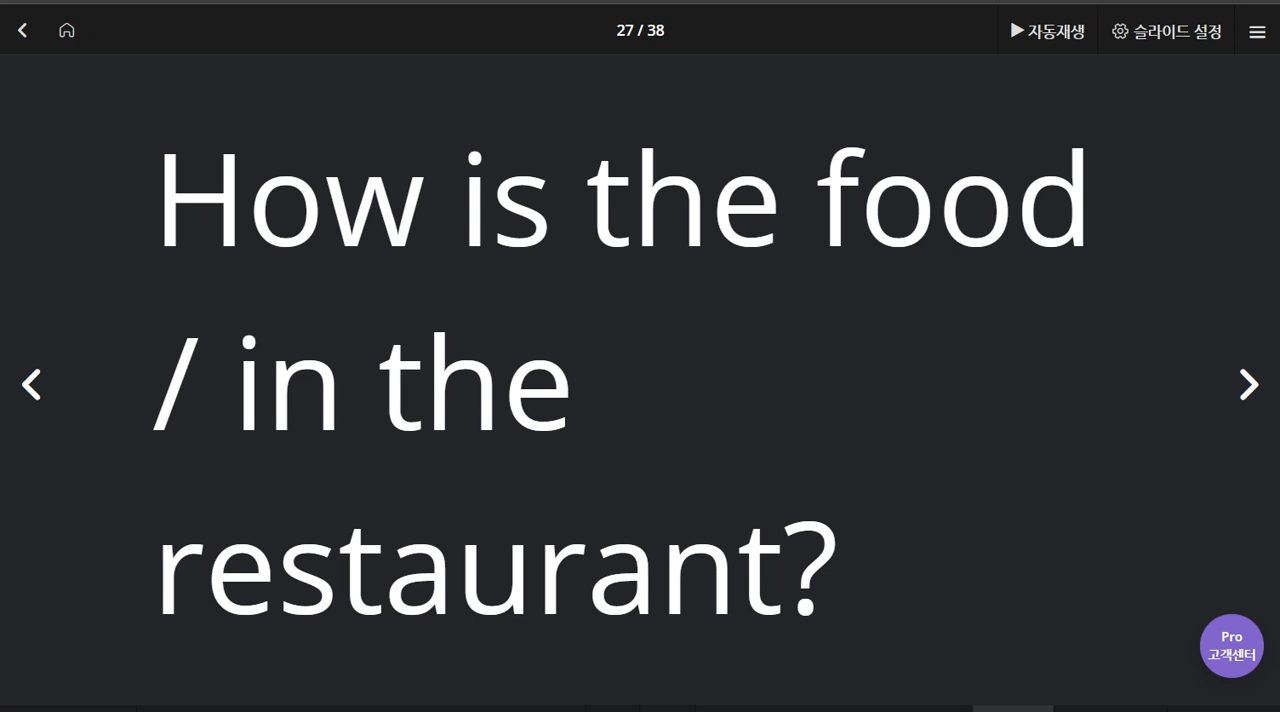 27 / 38
▶ 자동재생
슬라이드 설정
How is the food
/ in the
restaurant?
Pro
고객센터